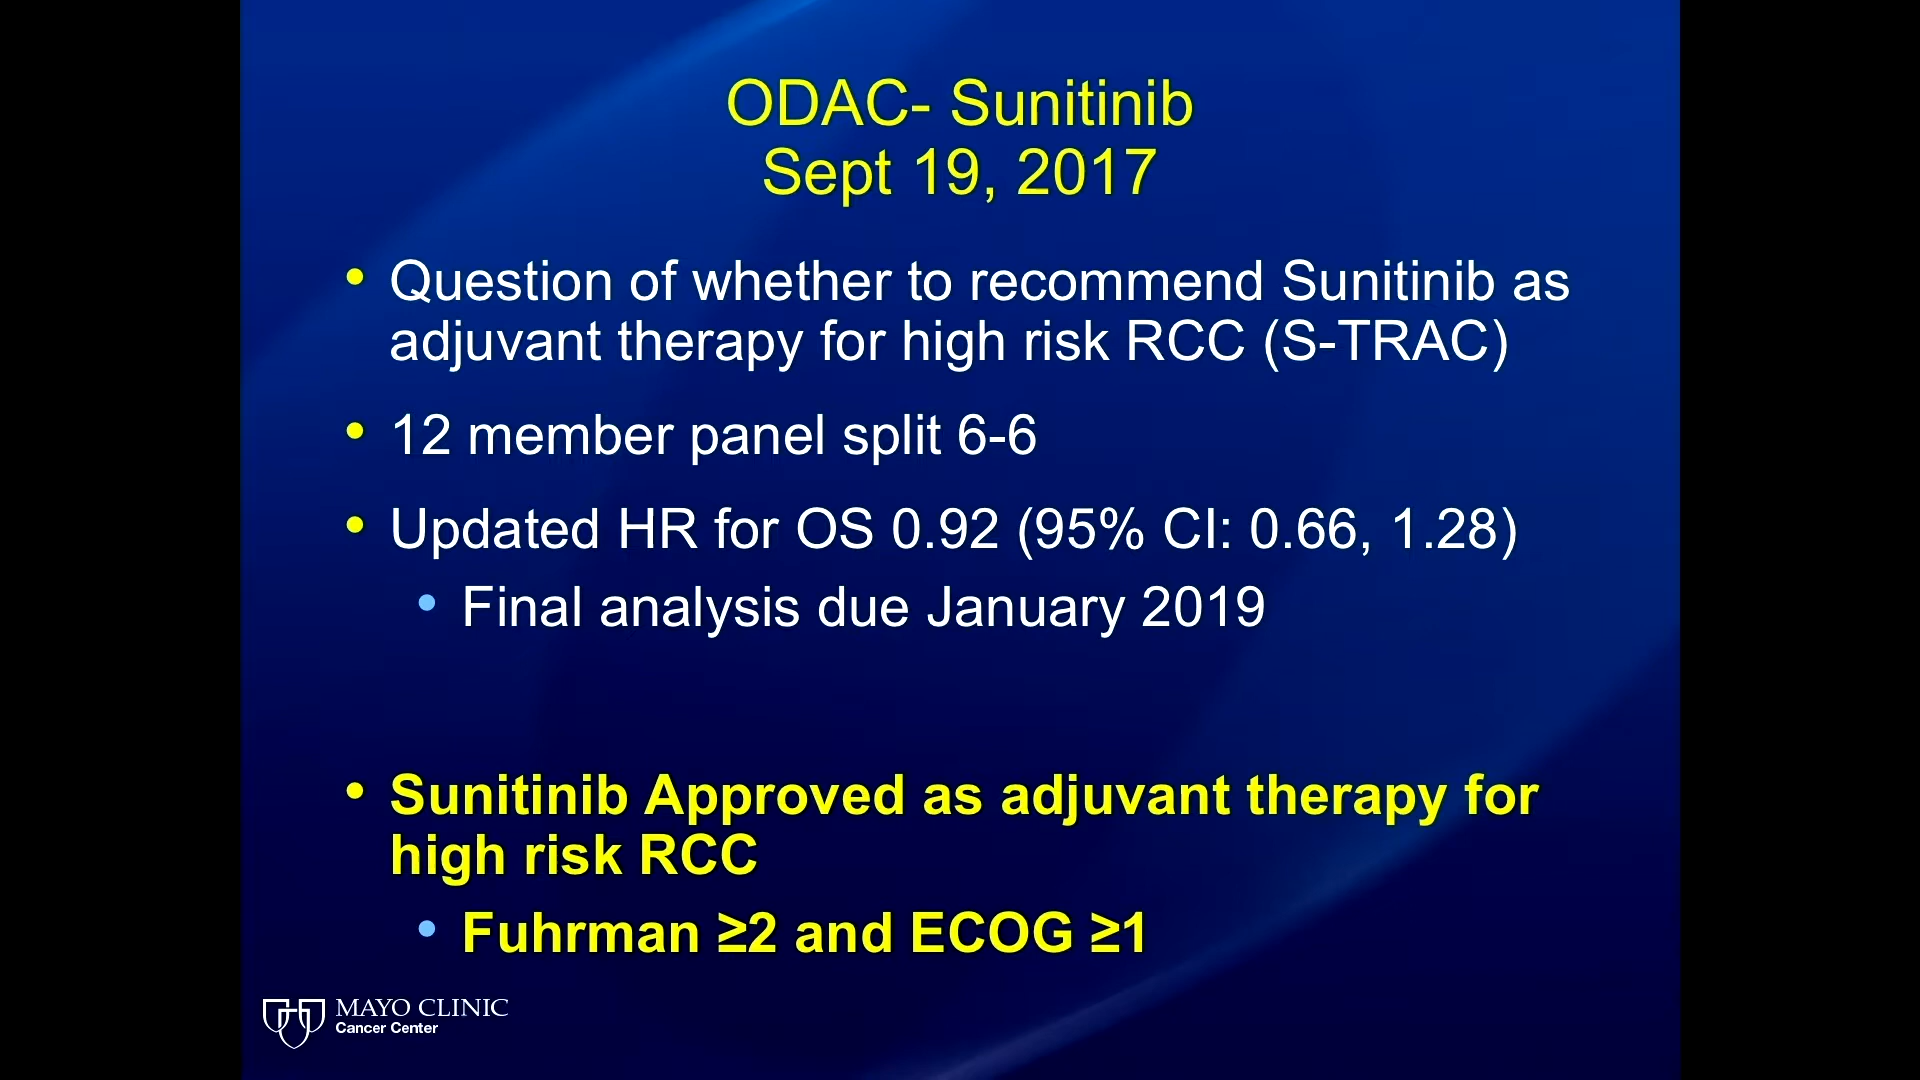 ODAC- Sunitinib
Sept 19, 2017
• Question of whether to recommend Sunitinib as
adjuvant therapy for high risk RCC (S-TRAC)
• 12 member panel split 6-6
• Updated HR for OS 0.92 (95% CI: 0.66, 1.28)
• Final analysis due January 2019
• Sunitinib Approved as adjuvant therapy for
high risk RCC
• Fuhrman ≥2 and ECOG ≥1
MAYO CLINIC
Cancer Center